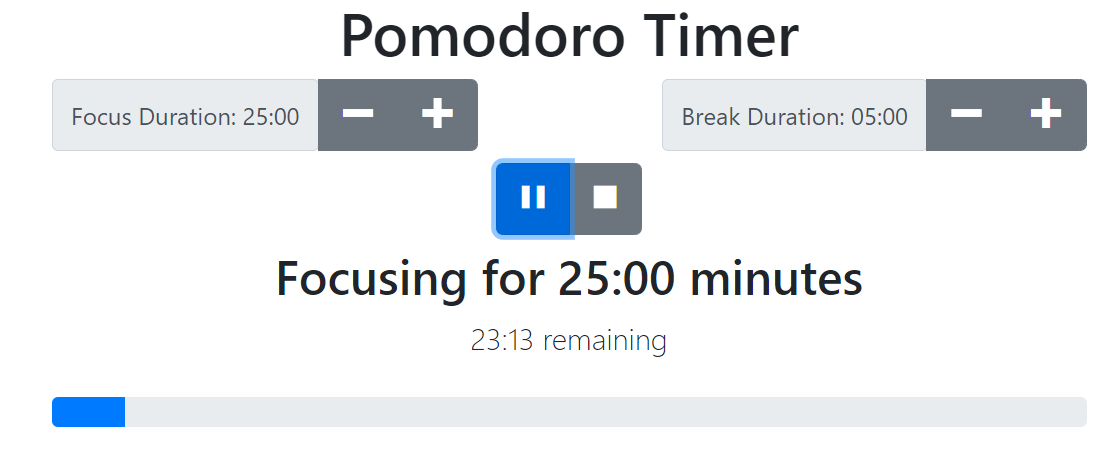 Pomodoro Timer
Focus Duration: 25:00
Break Duration: 05:00
Focusing for 25:00 minutes
23:13 remaining